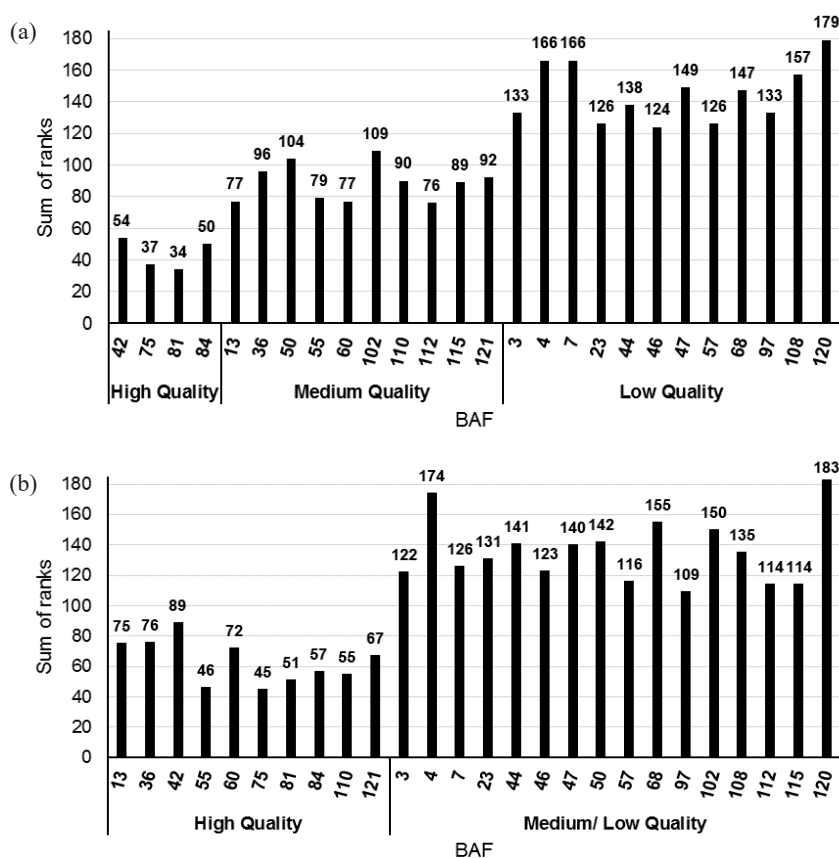 (a)
Sum of ranks
180
160
140
120
100
80
60
40
20
0
54 37 34 50 77 96 104 79 77 109 90 76 89 92 133 166 166 126 138 124 149 126 147 133 157 179
42 75 81 84 13 36 50 55 60 102 110 112 115 121 3 4 7 23 44 46 47 57 68 97 108 120
High Quality Medium Quality Low Quality
BAF
(b)
Sum of ranks
180
160
140
120
100
80
60
40
20
0
75 76 89 46 72 45 51 57 55 67 122 174 126 131 141 123 140 142 116 155 109 150 135 114 114 183
13 36 42 55 60 75 81 84 110 121 3 4 7 23 44 46 47 50 57 68 97 102 108 112 115 120
High Quality Medium/ Low Quality
BAF